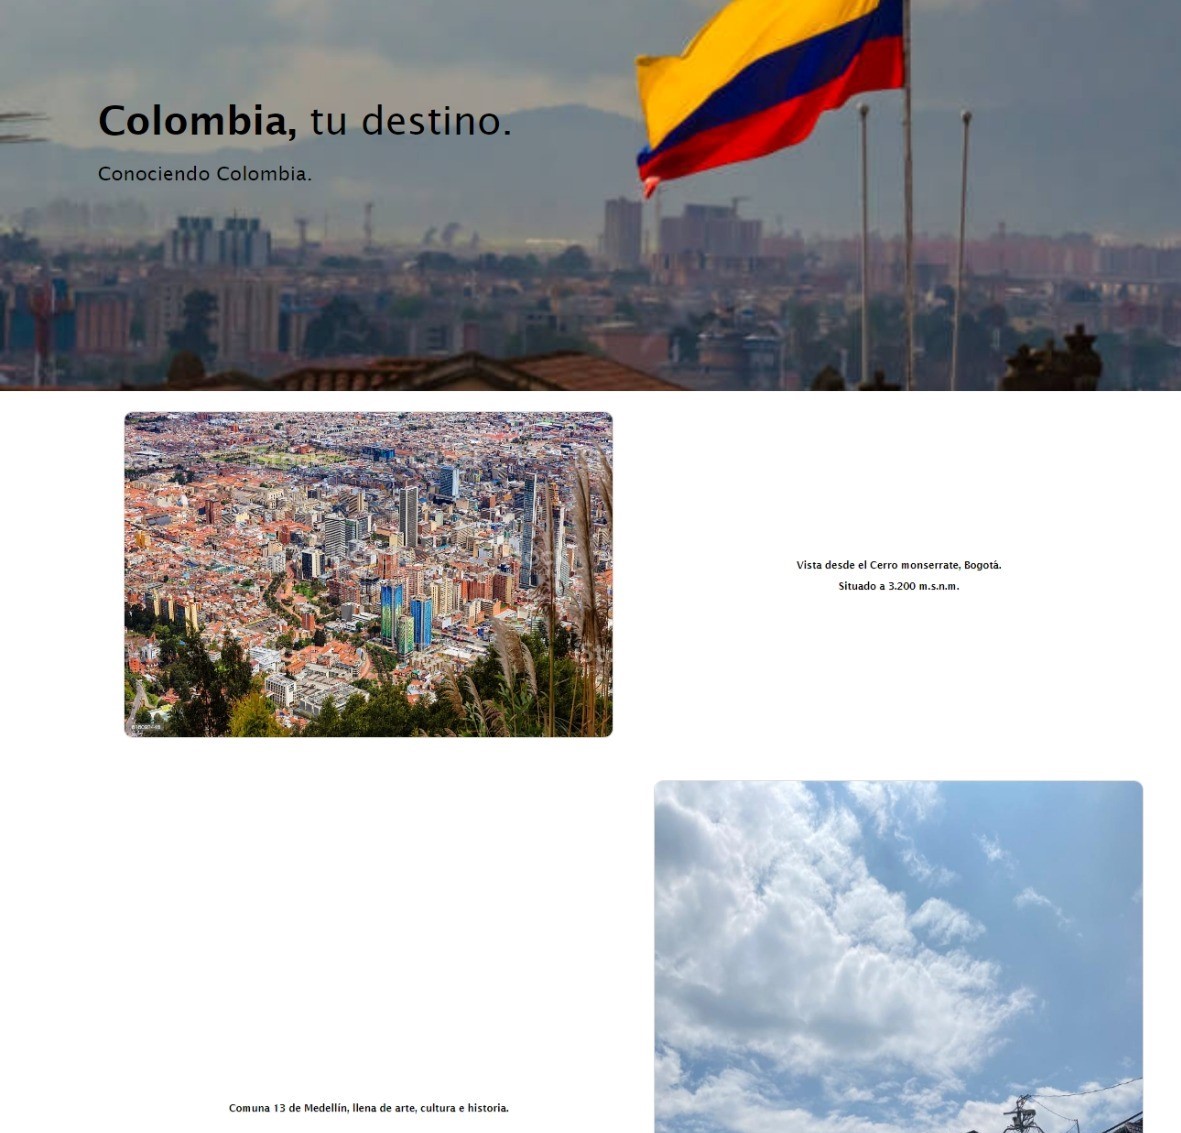 Colombia, tu destino.
Conociendo Colombia.
Vista desde el Cerro monserrate, Bogotá.
Situado a 3.200 m.s.n.m.
Comuna 13 de Medellín, llena de arte, cultura e historia.